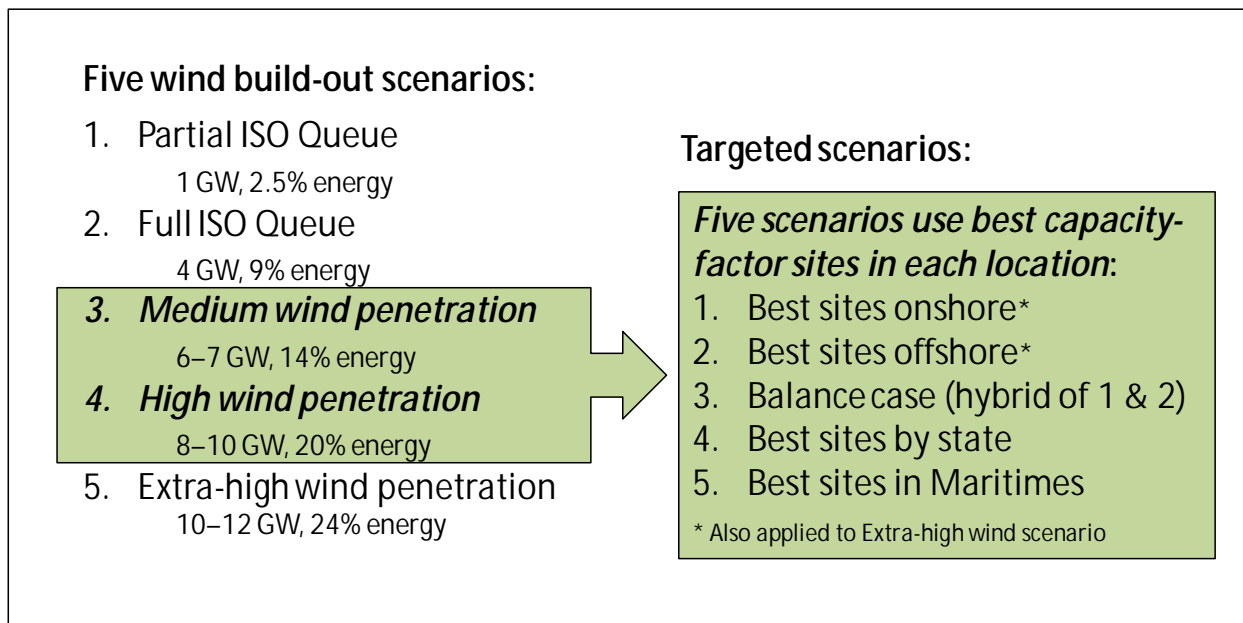 Five wind build-out scenarios:
1. Partial ISO Queue
1 GW, 2.5% energy
2. Full ISO Queue
4 GW, 9% energy
3. Medium wind penetration
6–7 GW, 14% energy
4. High wind penetration
8–10 GW, 20% energy
5. Extra-high wind penetration
10–12 GW, 24% energy
Targeted scenarios:
Five scenarios use best capacity-
factor sites in each location:
1. Best sites onshore*
2. Best sites offshore*
3. Balance case (hybrid of 1 & 2)
4. Best sites by state
5. Best sites in Maritimes
* Also applied to Extra-high wind scenario